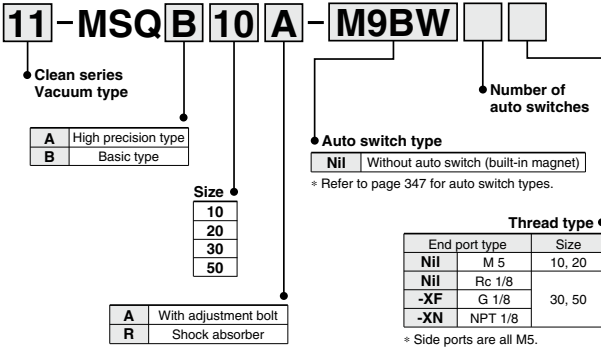 11-MSQ B 10 A - M9BW
Clean series
Vacuum type
A High precision type
B Basic type
Size
10
20
30
50
A With adjustment bolt
R Shock absorber
Number of
auto switches
Auto switch type
Nil Without auto switch (built-in magnet)
* Refer to page 347 for auto switch types.
Thread type
End port type Size
Nil M 5 10, 20
Nil Rc 1/8
-XF G 1/8 30, 50
-XN NPT 1/8
* Side ports are all M5.